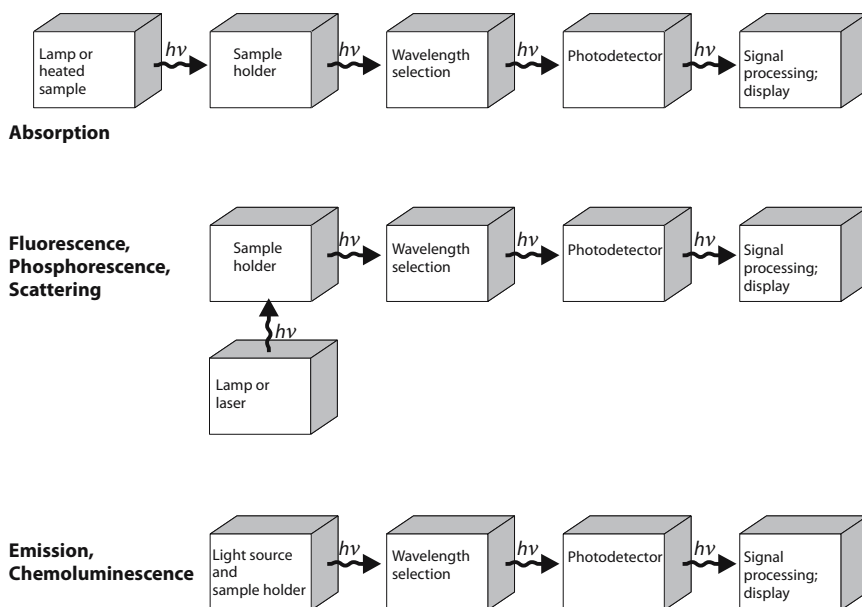 Lamp or
heated
sample
hν
Sample
holder
hν
Wavelength
selection
hν
Photodetector
hν
Signal
processing;
display
Absorption
Fluorescence,
Phosphorescence,
Scattering
Sample
holder
hν
Wavelength
selection
hν
Photodetector
hν
Signal
processing;
display
hν
Lamp or
laser
Emission,
Chemoluminescence
Light source
and
sample holder
hν
Wavelength
selection
hν
Photodetector
hν
Signal
processing;
display